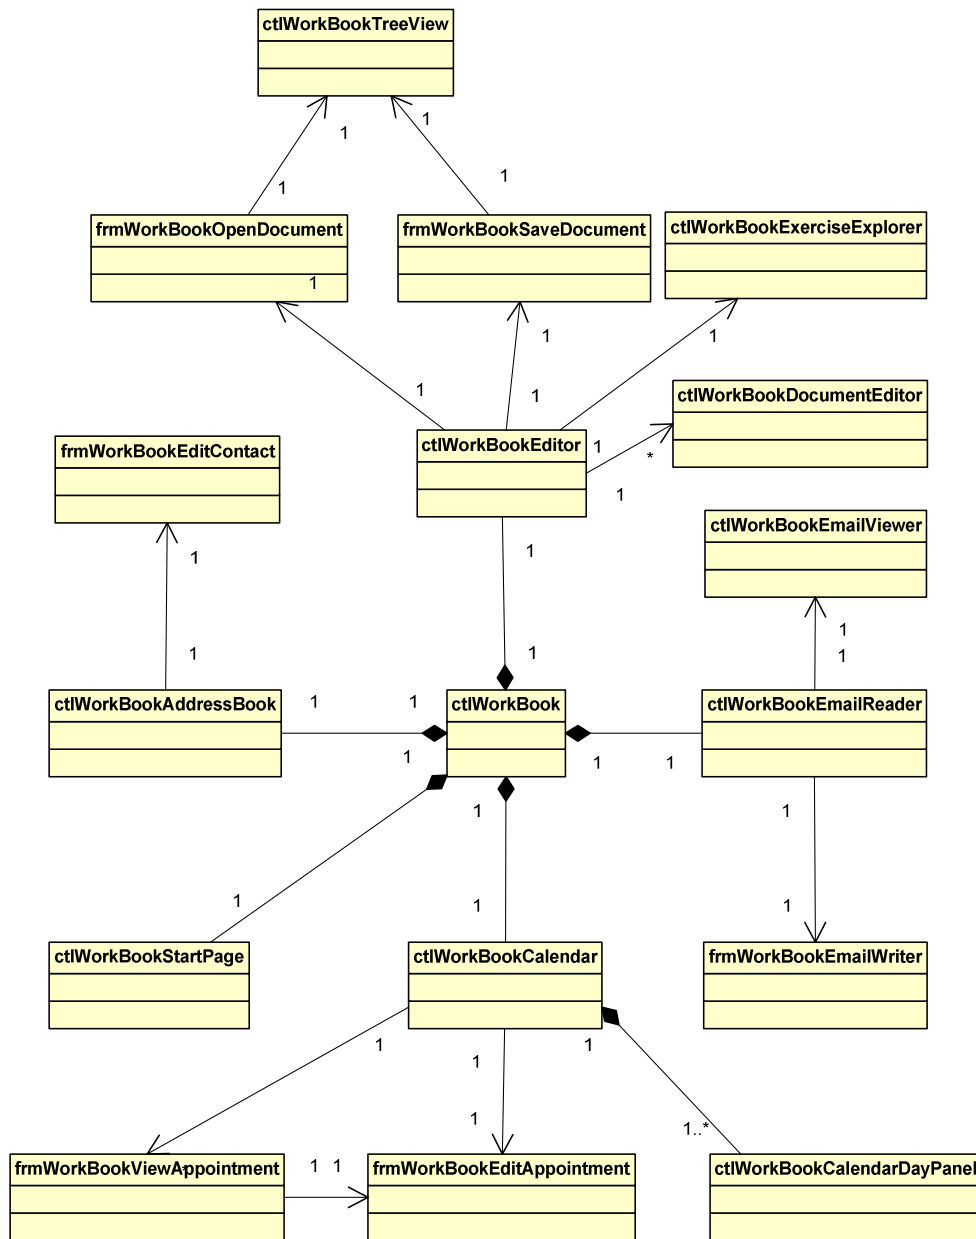 ctlWorkBookTreeView
1
1
1
1
frmWorkBookOpenDocument
frmWorkBookSaveDocument
ctlWorkBookExerciseExplorer
1
1
1
1
1
ctlWorkBookDocumentEditor
ctlWorkBookEditor
1
*
1
frmWorkBookEditContact
ctlWorkBookEmailViewer
1
1
1
1
1
1
ctlWorkBookAddressBook
1
1
ctlWorkBook
ctlWorkBookEmailReader
1
1
1
1
1
1
1
1
ctlWorkBookStartPage
ctlWorkBookCalendar
frmWorkBookEmailWriter
1
1
1
1
1..*
frmWorkBookViewAppointment
1 1
frmWorkBookEditAppointment
ctlWorkBookCalendarDayPanel